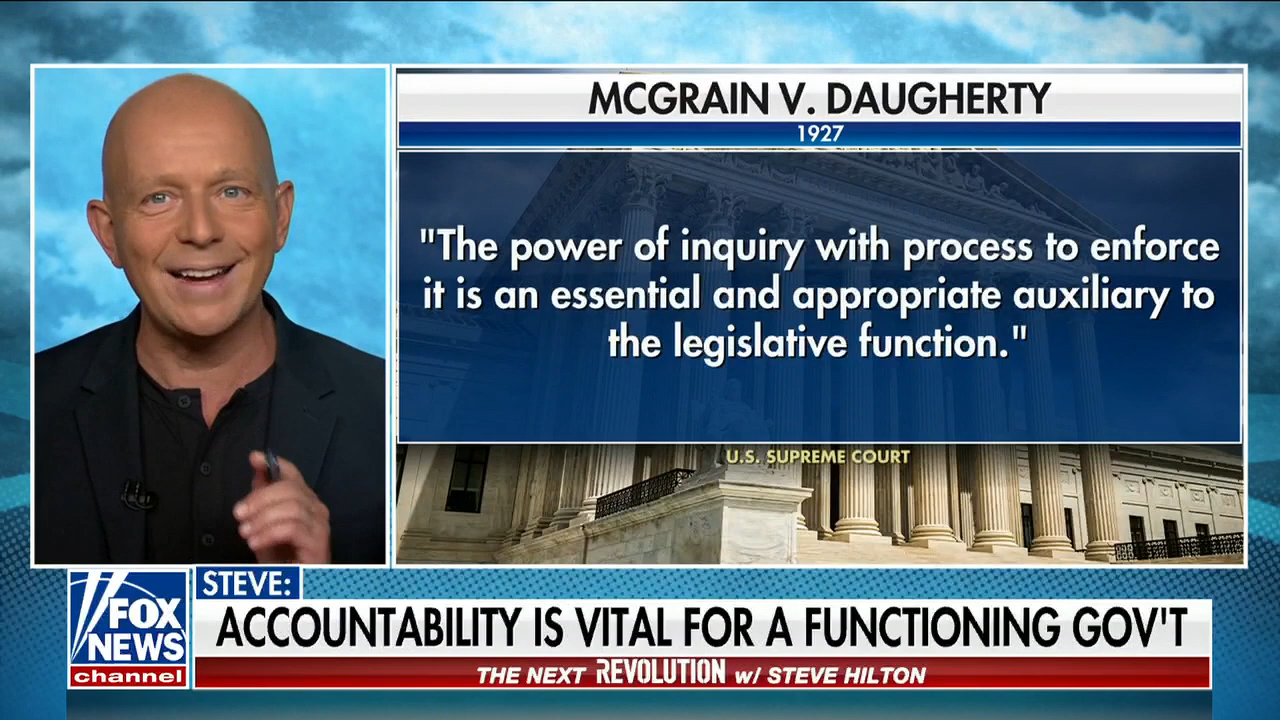 MCGRAIN V. DAUGHERTY
1927
"The power of inquiry with process to enforce
it is an essential and appropriate auxiliary to
the legislative function."
U.S. SUPREME COURT
STEVE:
ACCOUNTABILITY IS VITAL FOR A FUNCTIONING GOV'T
FOX
NEWS
channel
THE NEXT REVOLUTION w/ STEVE HILTON